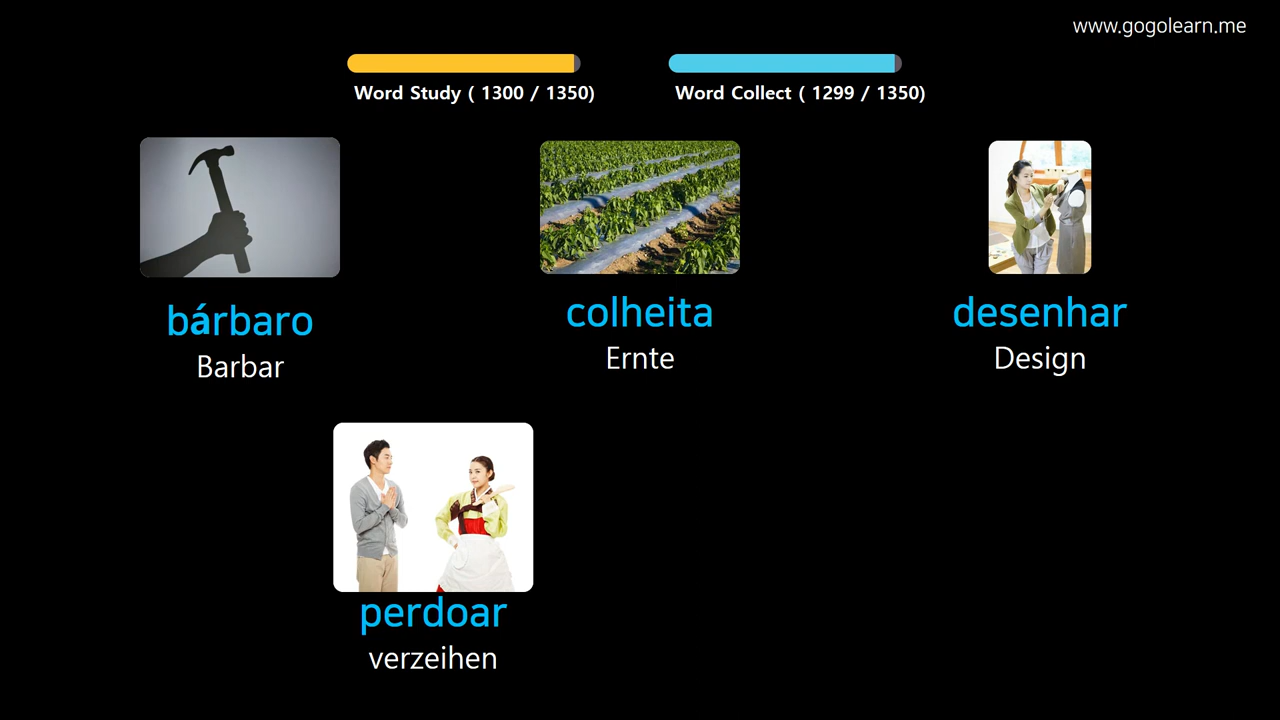 www.gogolearn.me
Word Study ( 1300 / 1350)
Word Collect ( 1299 / 1350)
bárbaro
Barbar
colheita
Ernte
desenhar
Design
perdoar
verzeihen